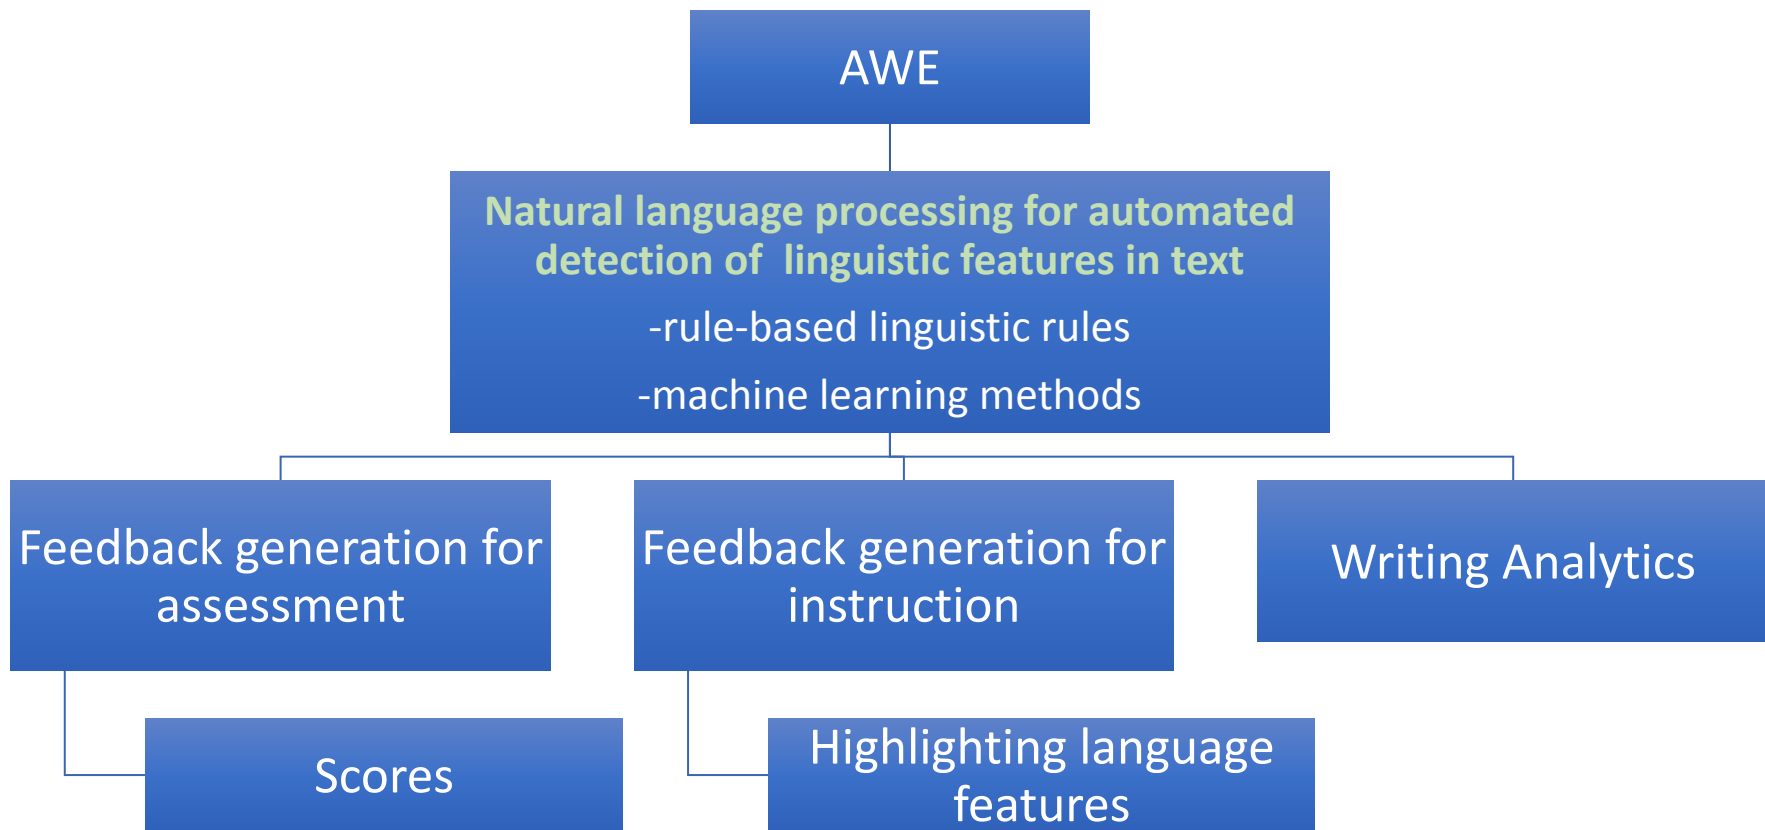 AWE
Natural language processing for automated
detection of  linguistic features in text
-rule-based linguistic rules
-machine learning methods
Feedback generation for
assessment
Feedback generation for
instruction
Writing Analytics
Scores
Highlighting language
features